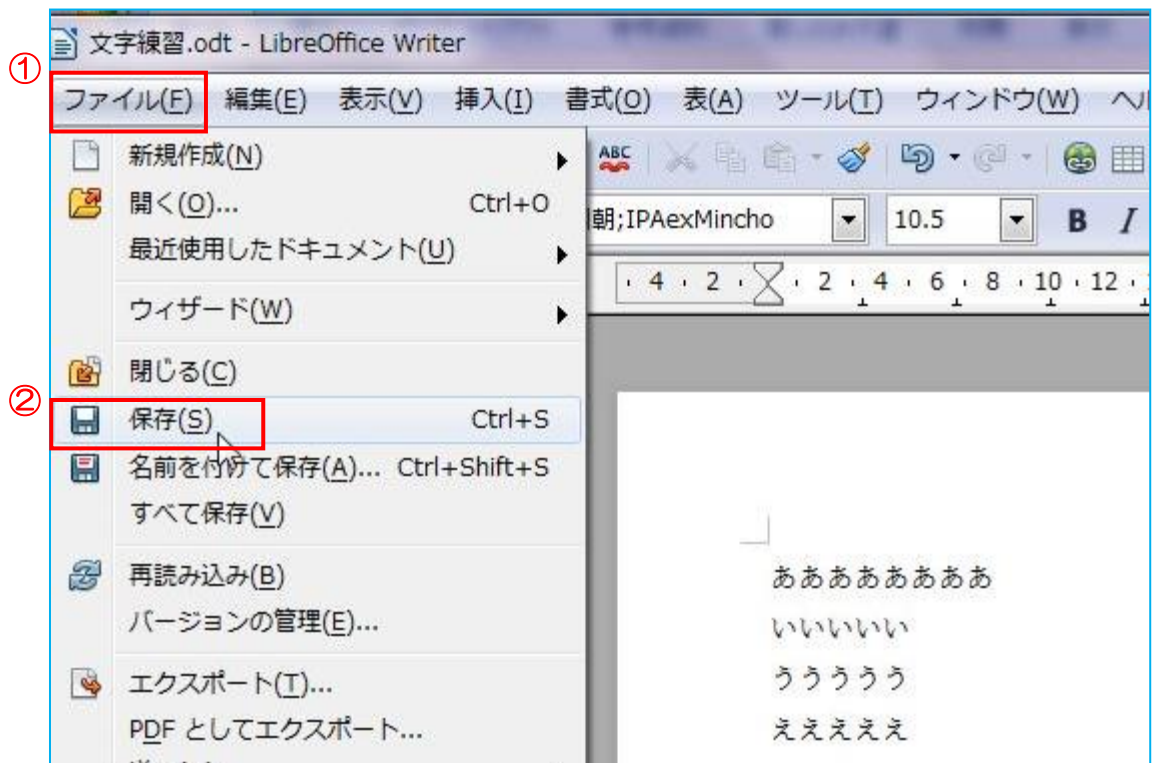 文字練習.odt - LibreOffice Writer
①
ファイル(F) 編集(E) 表示(V) 挿入(I) 書式(O) 表(A) ツール(T) ウィンドウ(W) ヘル
新規作成(N)
ABC
開く(O)... Ctrl+O
朝;IPAexMincho 10.5 B I
最近使用したドキュメント(U)
4 2 2 4 6 8 10 12
ウィザード(W)
閉じる(C)
②
保存(S) Ctrl+S
名前を付けて保存(A)... Ctrl+Shift+S
すべて保存(V)
再読み込み(B)
バージョンの管理(E)...
エクスポート(T)...
PDF としてエクスポート...
ああああああああ
いいいいい
ううううう
えええええ